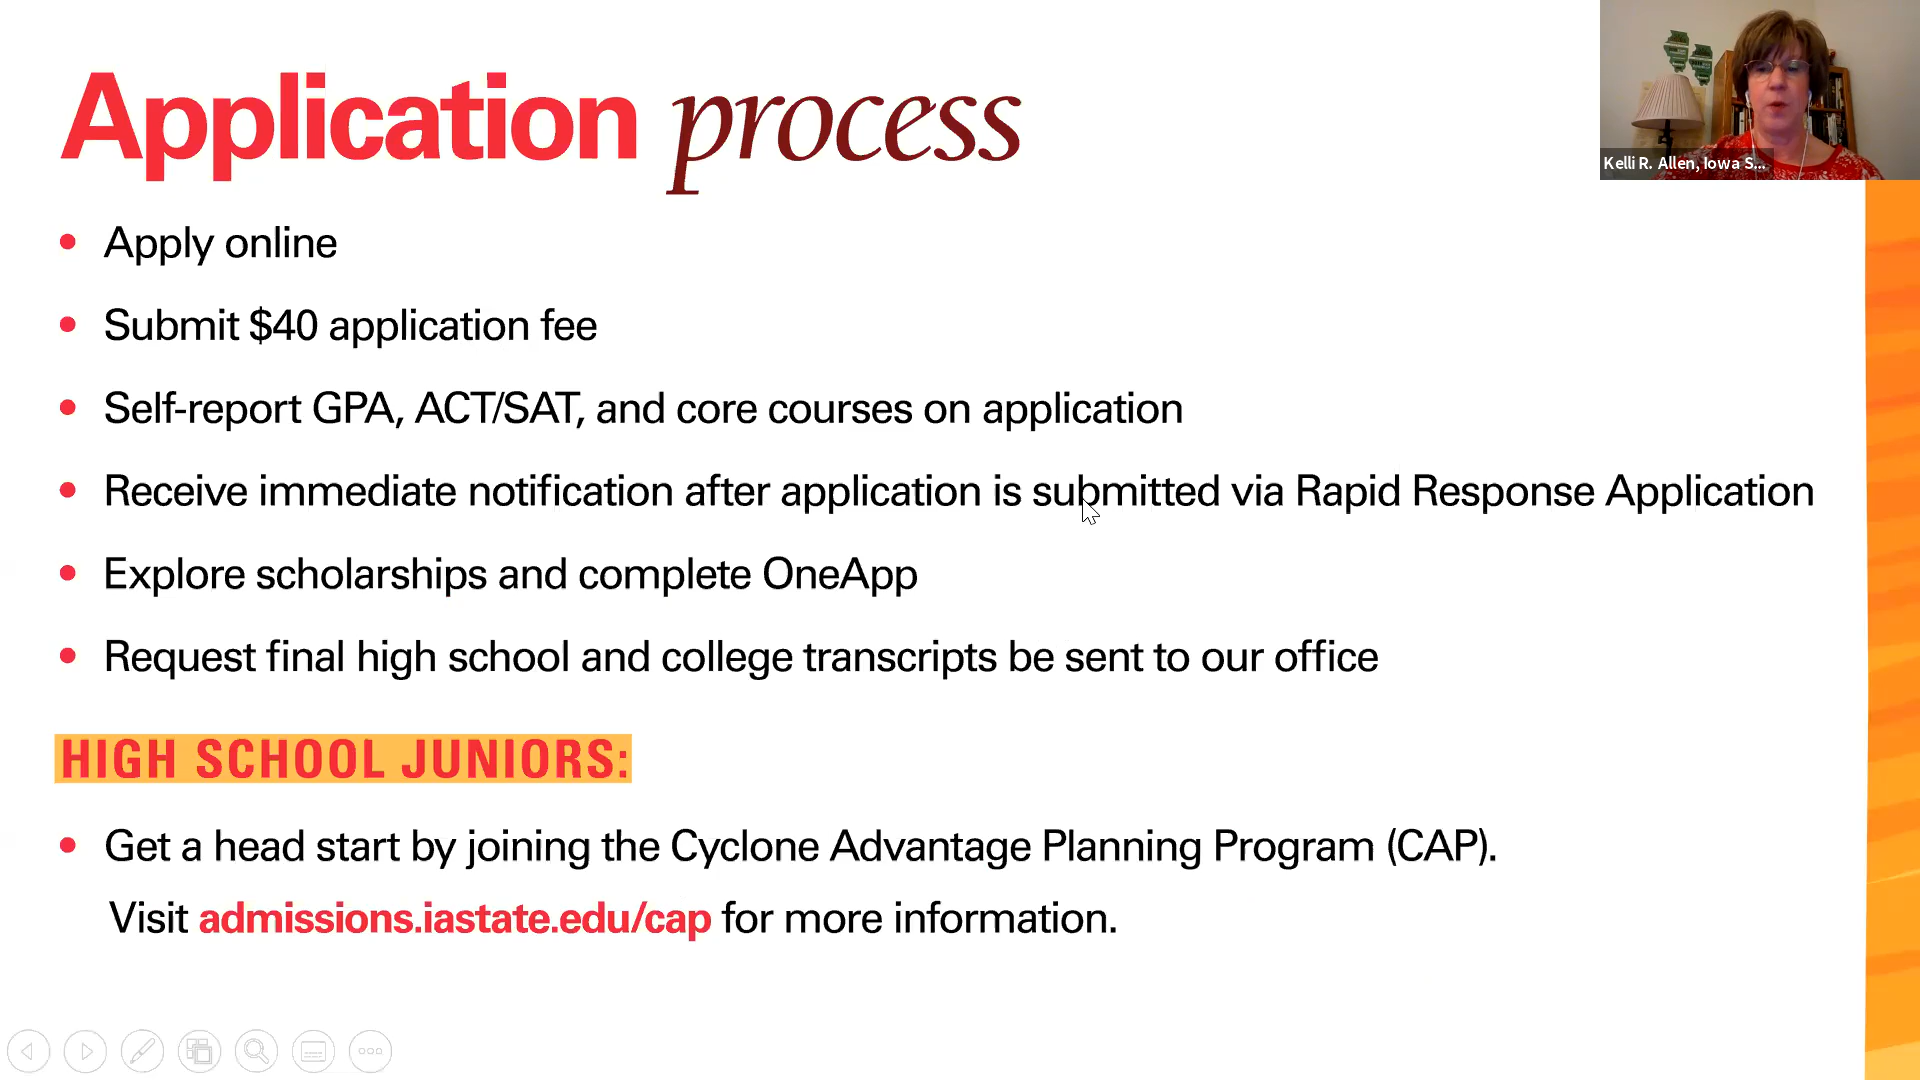 Application process
Kelli R. Allen, Iowa S...
• Apply online
• Submit $40 application fee
• Self-report GPA, ACT/SAT, and core courses on application
• Receive immediate notification after application is submitted via Rapid Response Application
• Explore scholarships and complete OneApp
• Request final high school and college transcripts be sent to our office
HIGH SCHOOL JUNIORS:
• Get a head start by joining the Cyclone Advantage Planning Program (CAP).
Visit admissions.iastate.edu/cap for more information.